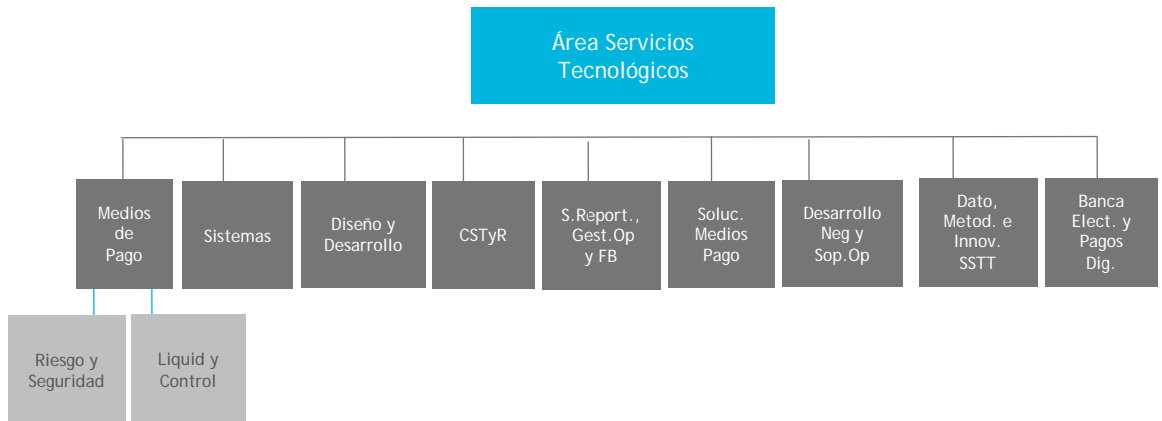 Área Servicios
Tecnológicos
Medios
de
Pago
Sistemas
Diseño y
Desarrollo
CSTyR
S.Report.,
Gest.Op
y FB
Soluc.
Medios
Pago
Desarrollo
Neg y
Sop.Op
Dato,
Metod. e
Innov.
SSTT
Banca
Elect. y
Pagos
Dig.
Riesgo y
Seguridad
Liquid y
Control